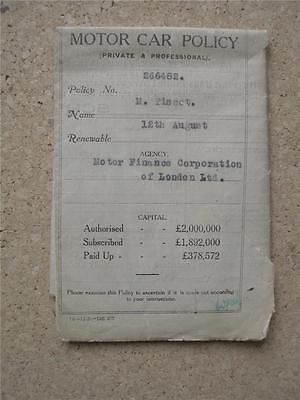 MOTOR CAR POLICY
(PRIVATE & PROFESSIONAL).
266482.
Policy No.
M. Tissot.
Name
12th August
Renewable
AGENCY
Motor Finance Corporation
of London Ltd.
CAPITAL
Authorised - - £2,000,000
Subscribed - - £1,892,000
Paid Up - - £378,572
Please examine this Policy to ascertain if it is made out according
to your instructions.